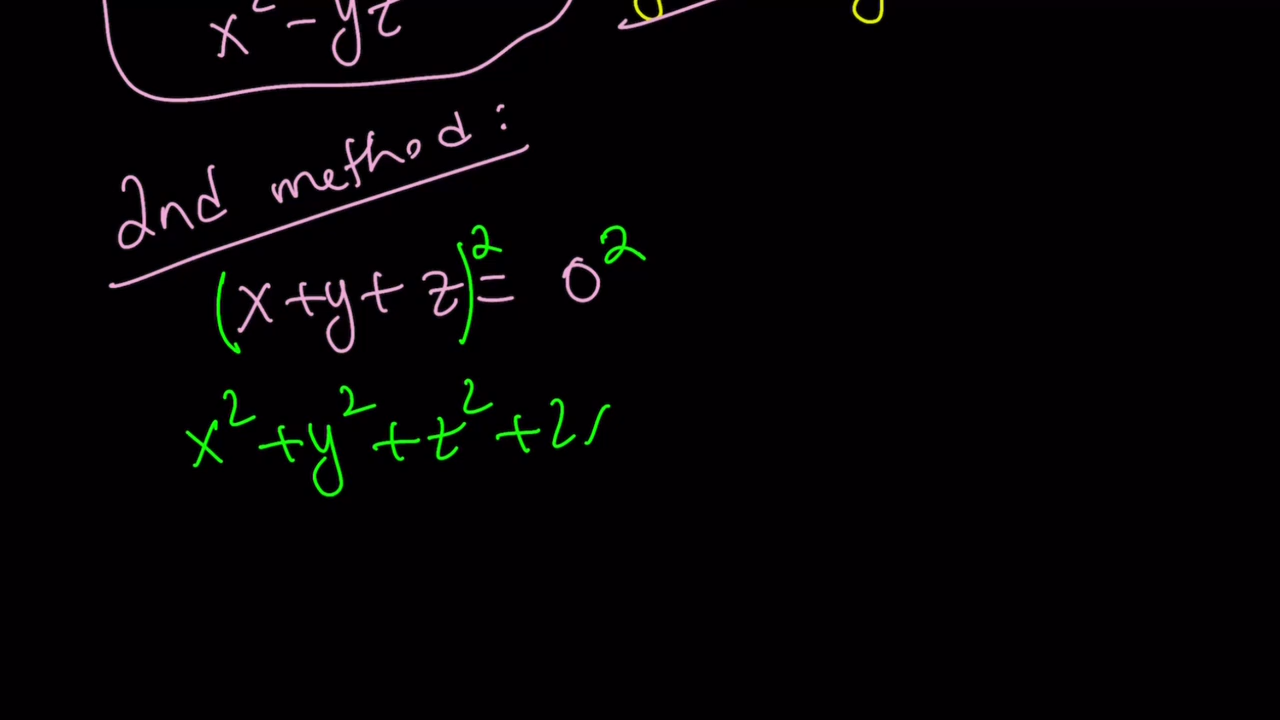 x² - yz
2nd method:
(x+y+z)² = 0²
x² + y² + z² + 2